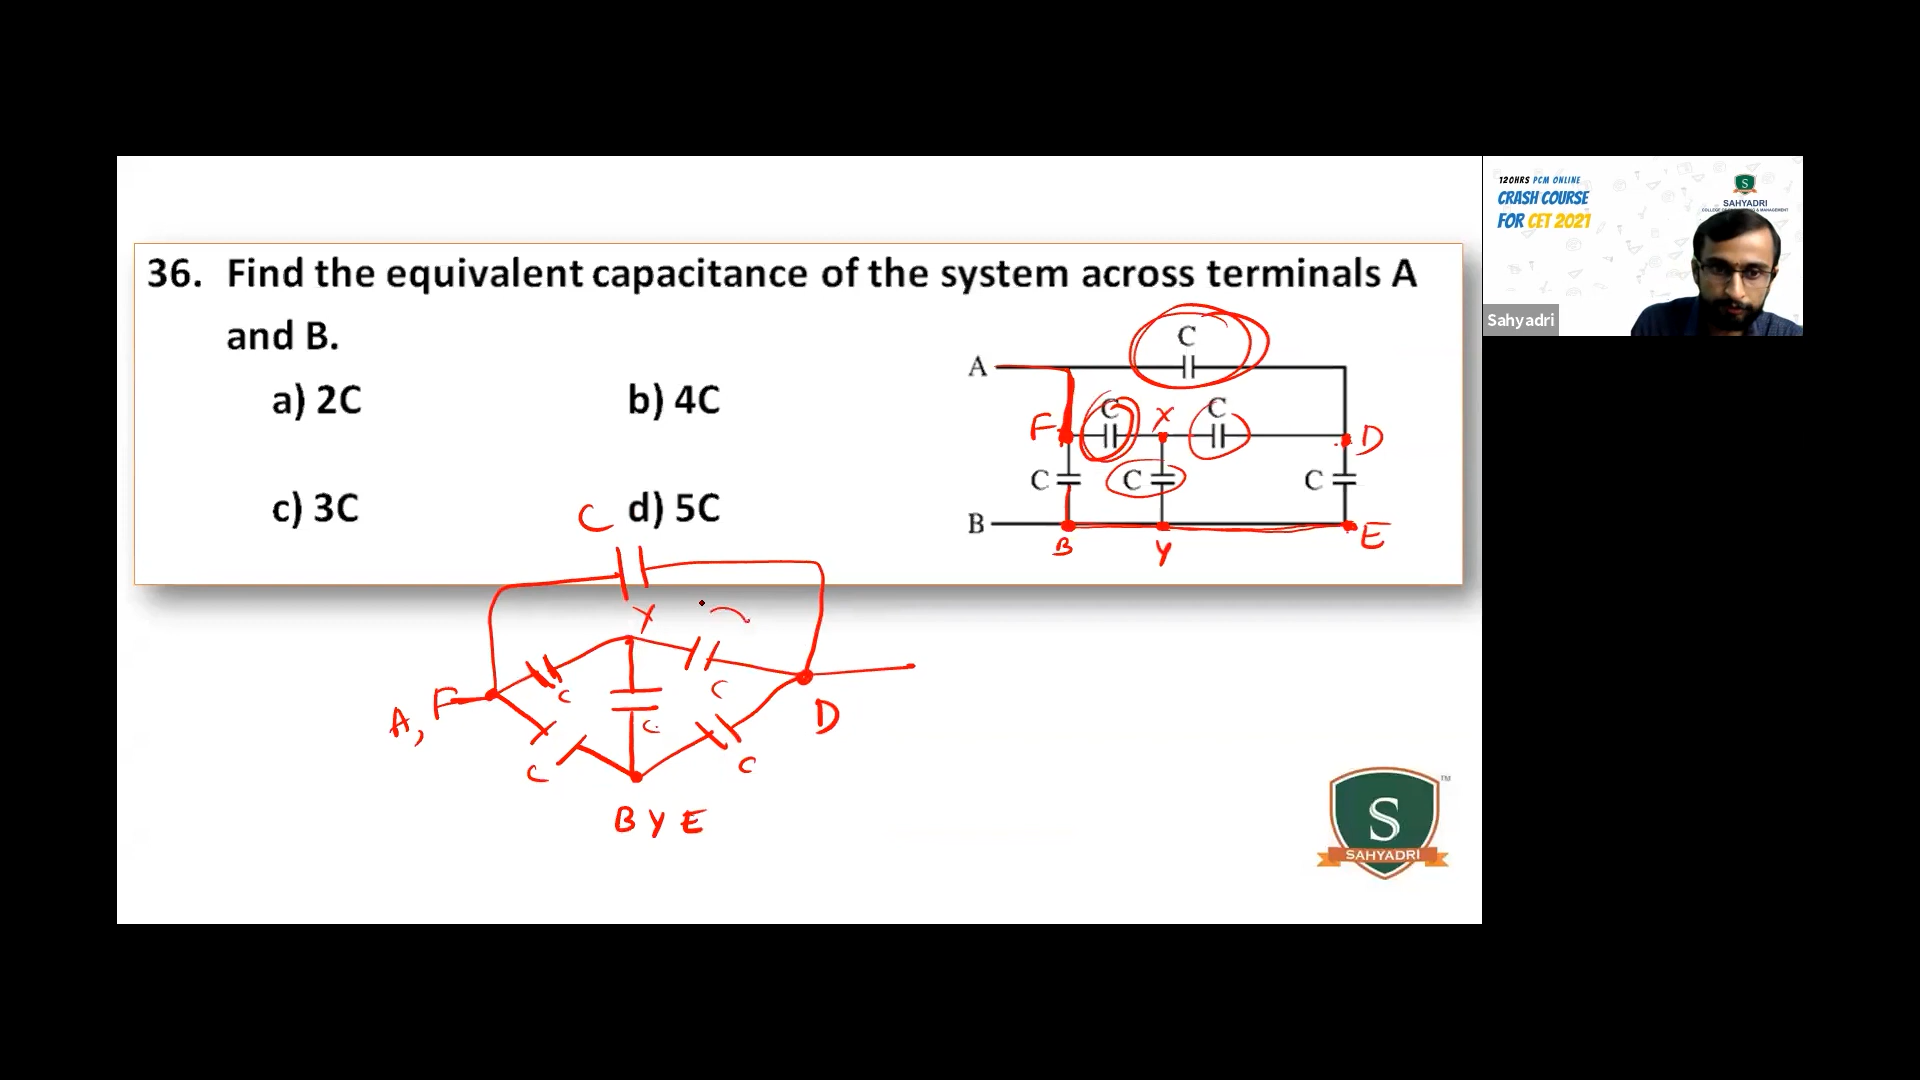 36. Find the equivalent capacitance of the system across terminals A
and B.
a) 2C b) 4C
c) 3C d) 5C
C
A
C X C
F D
C C C
B
B Y E
C
X
C C
A, F C D
C C
B Y E
120HRS PCM ONLINE
CRASH COURSE
FOR CET 2021
S
SAHYADRI
Sahyadri
S
SAHYADRI
TM